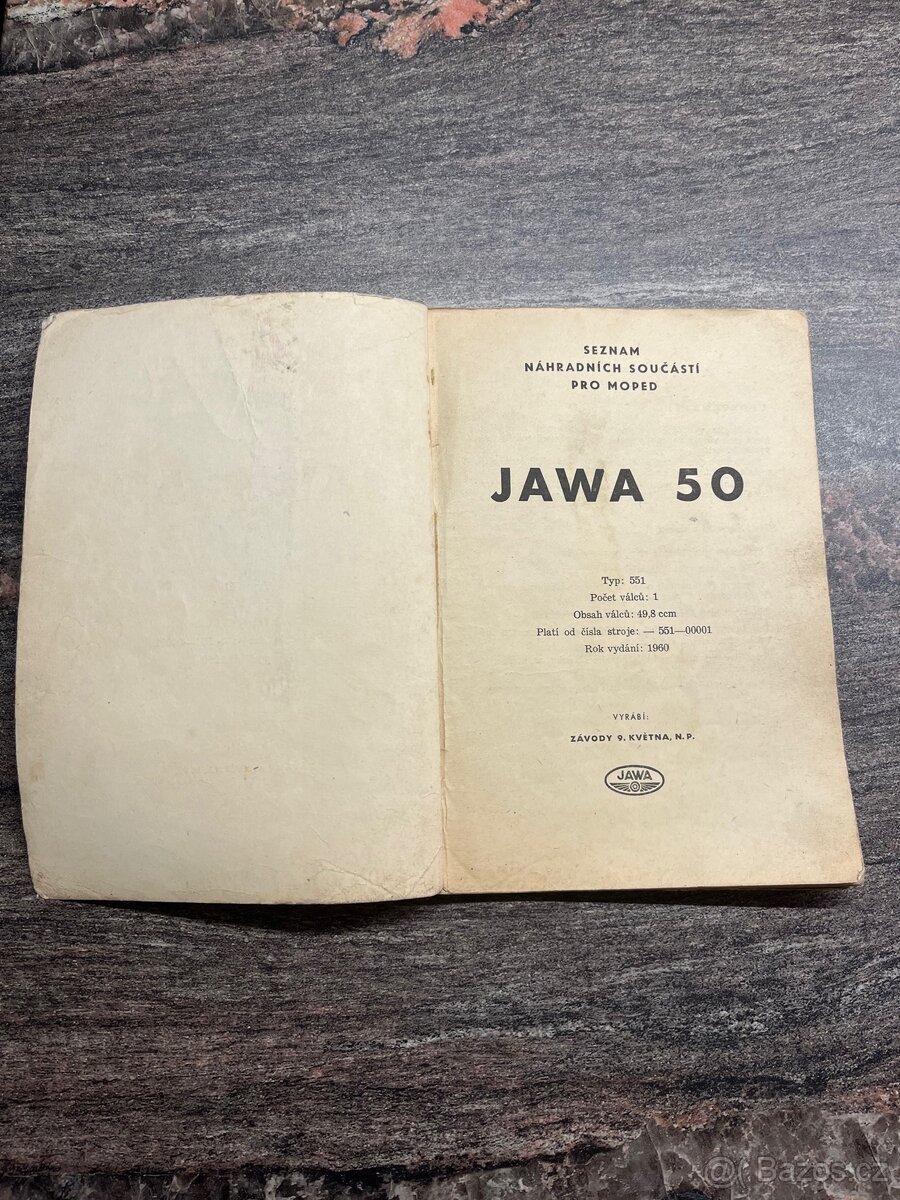 SEZNAM
NÁHRADNÍCH SOUČÁSTÍ
PRO MOPED
JAWA 50
Typ: 551
Počet válců: 1
Obsah válců: 49,8 ccm
Platí od čísla stroje: — 551—00001
Rok vydání: 1960
VYRÁBÍ:
ZÁVODY 9. KVĚTNA, N. P.
JAWA
@( Bazos.cz